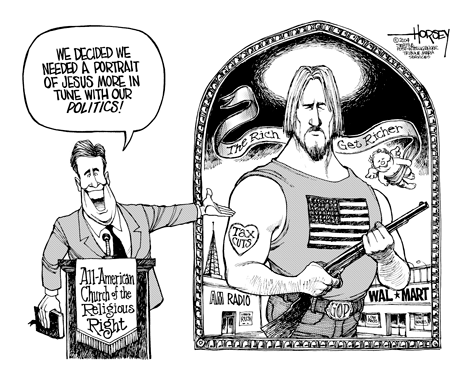 WE DECIDED WE
NEEDED A PORTRAIT
OF JESUS MORE IN
TUNE WITH OUR
POLITICS!
HORSEY
The Rich
Get Richer
TAX
CUTS
All-American
Church of the
Religious
Right
AM RADIO
GOP
WAL★MART